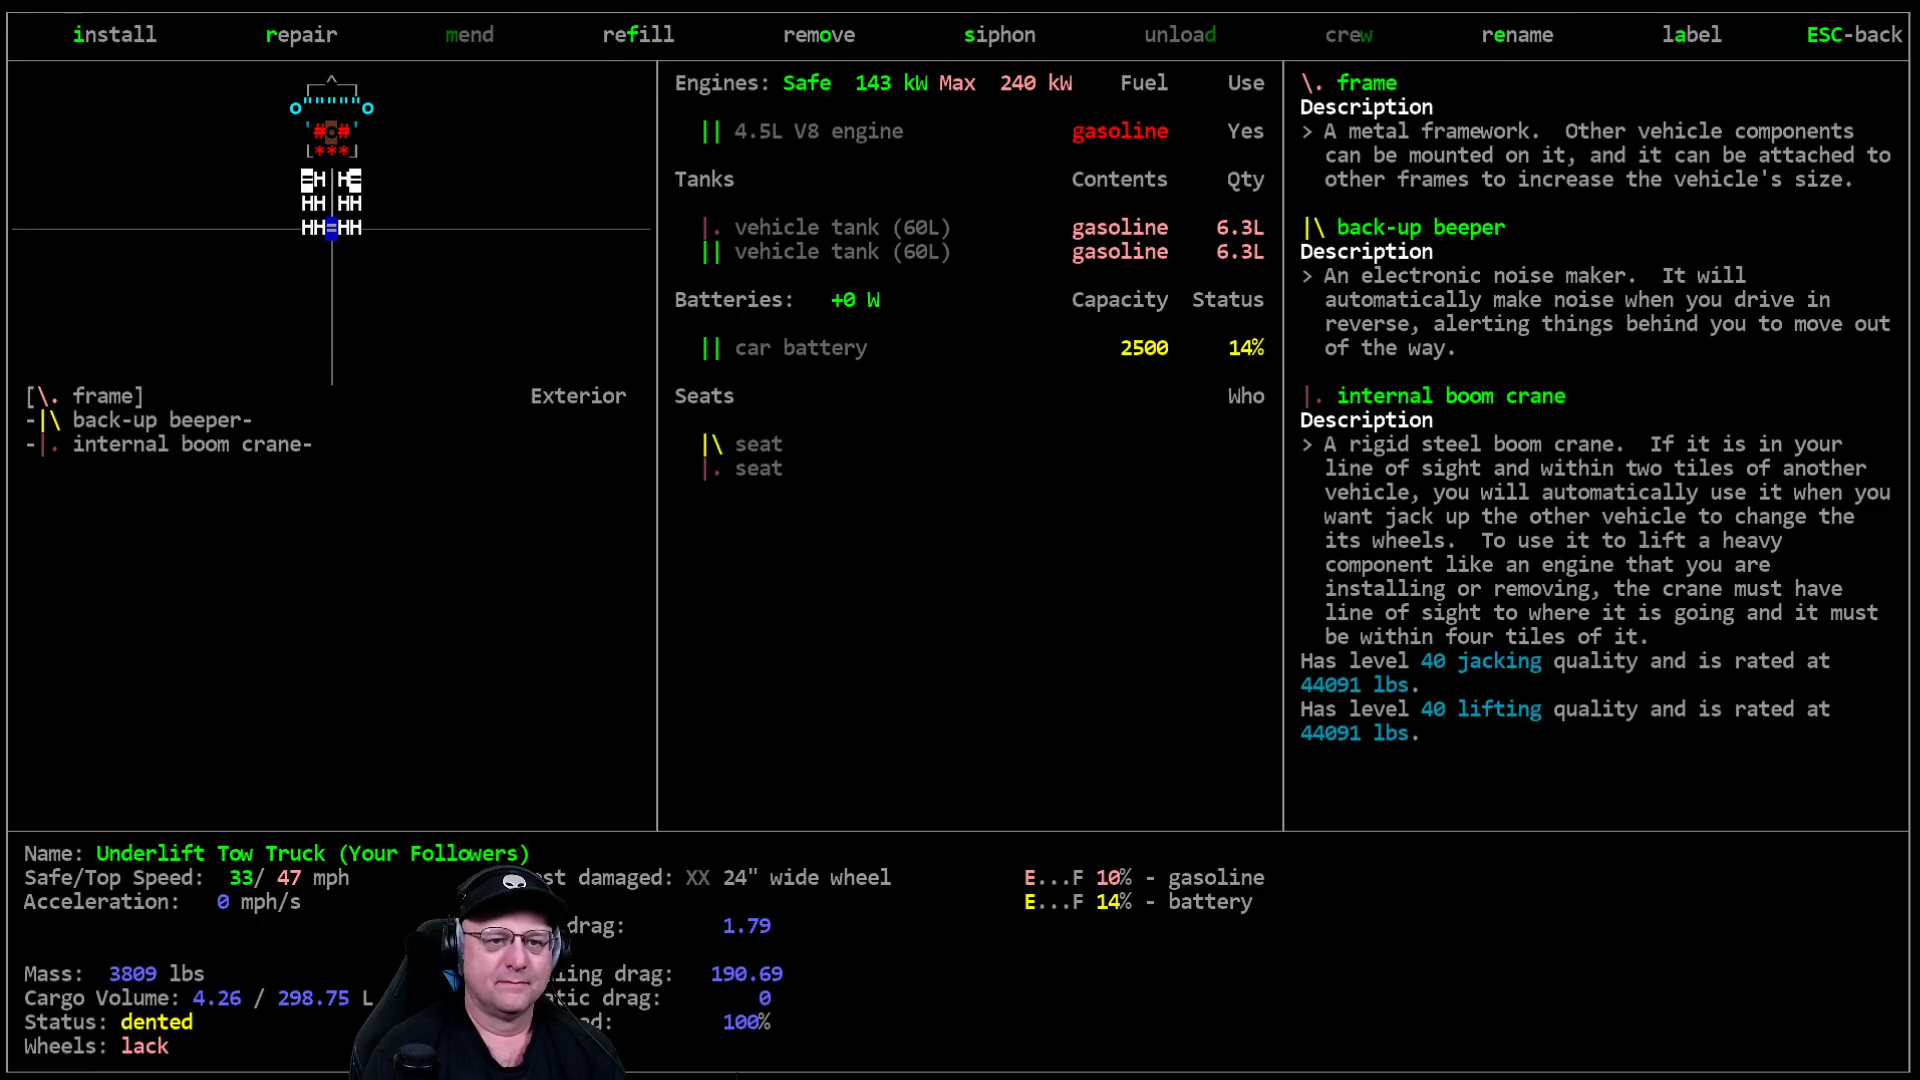 install repair mend refill remove siphon unload crew rename label ESC-back
Engines: Safe 143 kW Max 240 kW Fuel Use
|| 4.5L V8 engine gasoline Yes
Tanks Contents Qty
|. vehicle tank (60L) gasoline 6.3L
|| vehicle tank (60L) gasoline 6.3L
Batteries: +0 W Capacity Status
|| car battery 2500 14%
Seats Who
|\ seat
|. seat
[\. frame] Exterior
-|\ back-up beeper-
-|. internal boom crane-
\. frame
Description
> A metal framework. Other vehicle components
can be mounted on it, and it can be attached to
other frames to increase the vehicle's size.
|\ back-up beeper
Description
> An electronic noise maker. It will
automatically make noise when you drive in
reverse, alerting things behind you to move out
of the way.
|. internal boom crane
Description
> A rigid steel boom crane. If it is in your
line of sight and within two tiles of another
vehicle, you will automatically use it when you
want jack up the other vehicle to change the
its wheels. To use it to lift a heavy
component like an engine that you are
installing or removing, the crane must have
line of sight to where it is going and it must
be within four tiles of it.
Has level 40 jacking quality and is rated at
44091 lbs.
Has level 40 lifting quality and is rated at
44091 lbs.
Name: Underlift Tow Truck (Your Followers)
Safe/Top Speed: 33/ 47 mph
Acceleration: 0 mph/s
Mass: 3809 lbs
Cargo Volume: 4.26 / 298.75 L
Status: dented
Wheels: lack
damaged: XX 24" wide wheel
drag: 1.79
drag: 190.69
drag: 0
100%
E...F 10% - gasoline
E...F 14% - battery